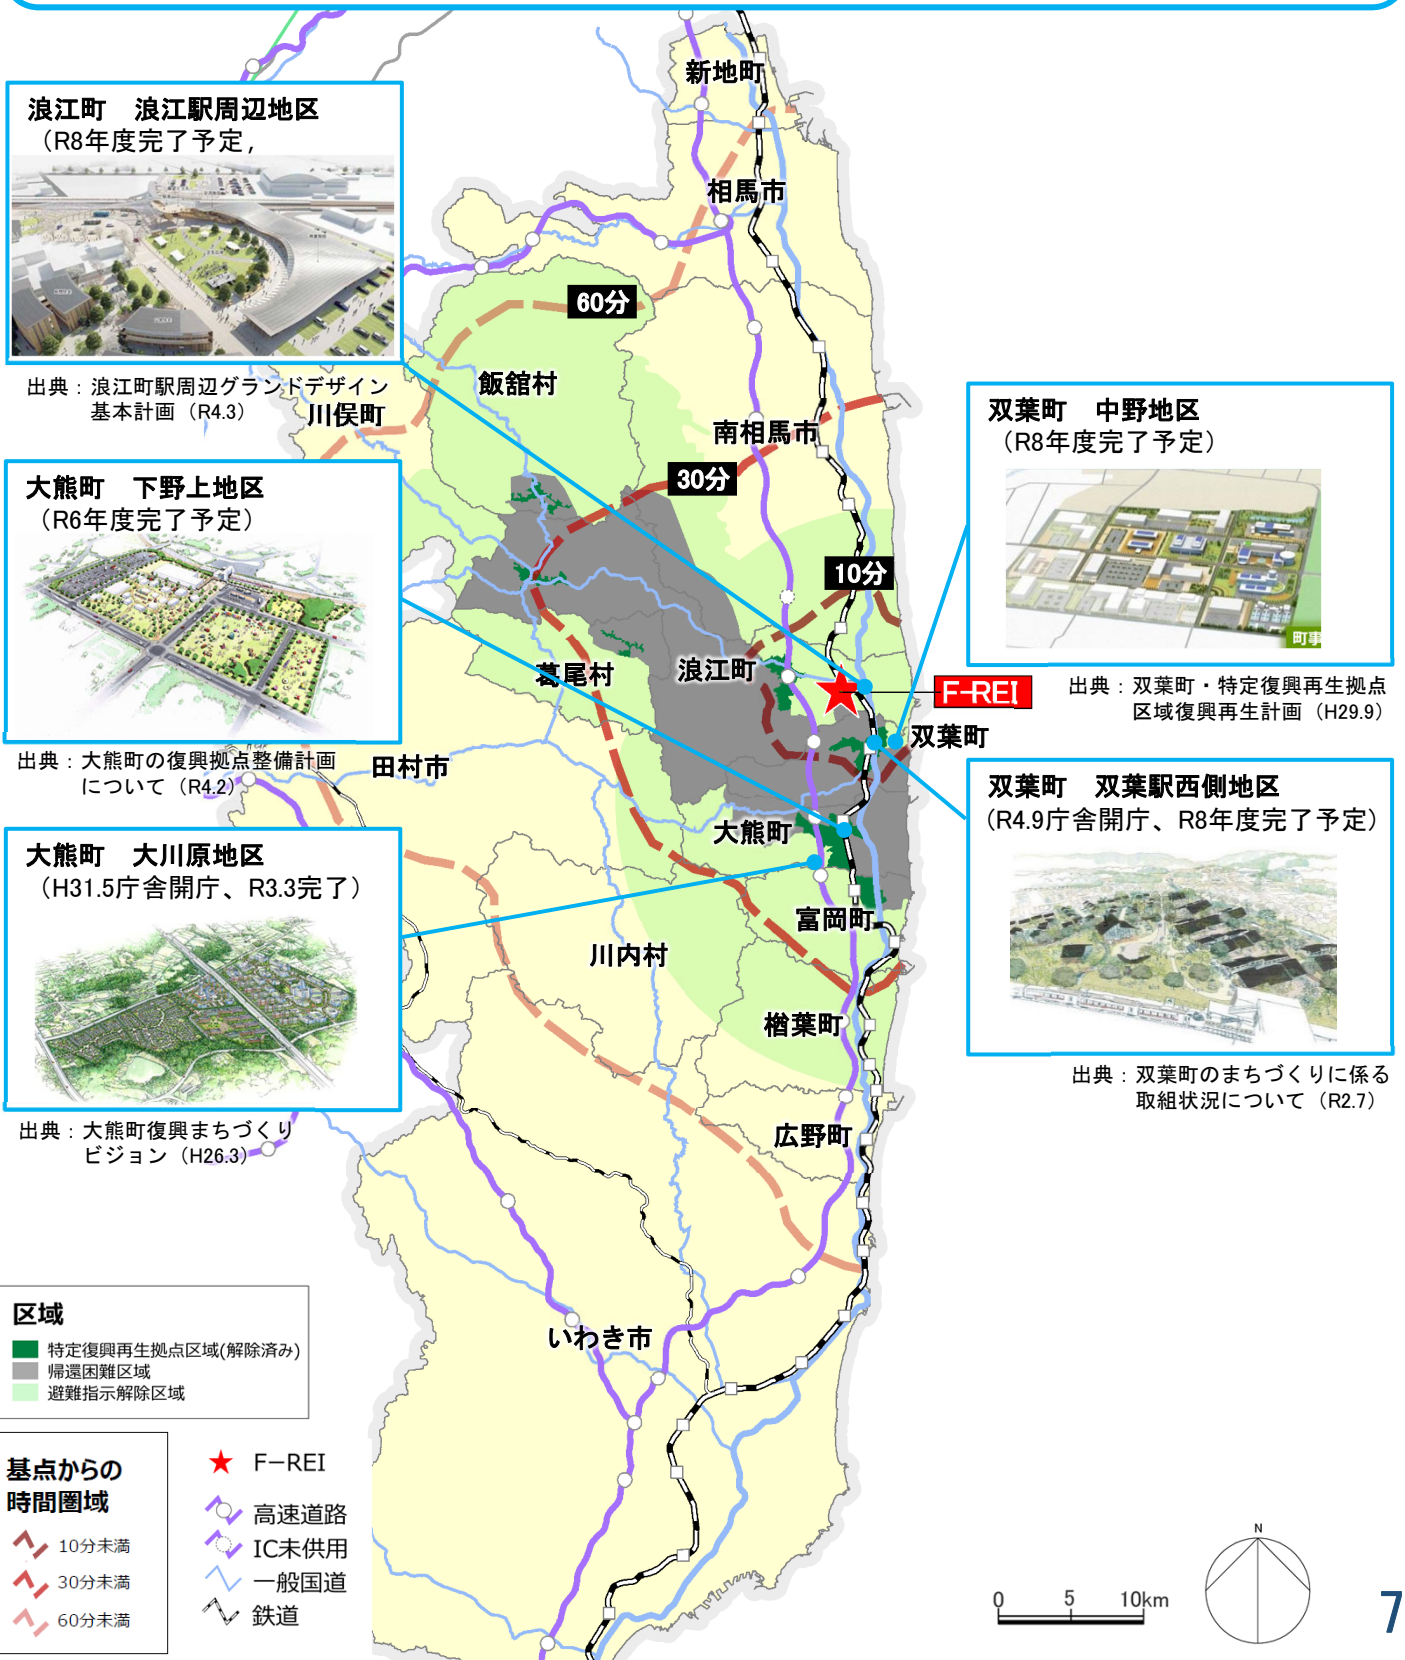 新地町
浪江町　浪江駅周辺地区
（R8年度完了予定，
相馬市
60分
出典：浪江町駅周辺グランドデザイン
基本計画（R4.3）
飯舘村
川俣町
南相馬市
30分
双葉町　中野地区
（R8年度完了予定）
町事
出典：双葉町・特定復興再生拠点
区域復興再生計画（H29.9）
大熊町　下野上地区
（R6年度完了予定）
10分
浪江町
葛尾村
F-REI
双葉町
出典：大熊町の復興拠点整備計画
について（R4.2）
田村市
双葉町　双葉駅西側地区
（R4.9庁舎開庁、R8年度完了予定）
大熊町
大熊町　大川原地区
（H31.5庁舎開庁、R3.3完了）
富岡町
川内村
楢葉町
出典：双葉町のまちづくりに係る
取組状況について（R2.7）
出典：大熊町復興まちづくり
ビジョン（H26.3）
広野町
いわき市
区域
特定復興再生拠点区域(解除済み)
帰還困難区域
避難指示解除区域
基点からの
時間圏域
10分未満
30分未満
60分未満
F−REI
高速道路
IC未供用
一般国道
鉄道
0 5 10km
N
7